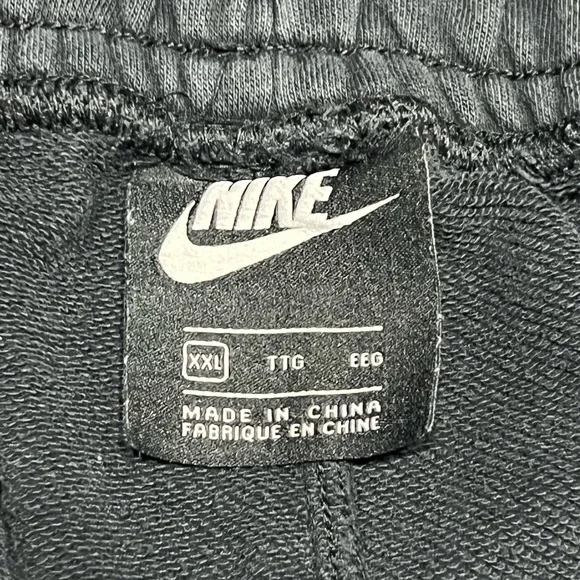 NIKE
XXL TTG EEG
MADE IN CHINA
FABRIQUE EN CHINE